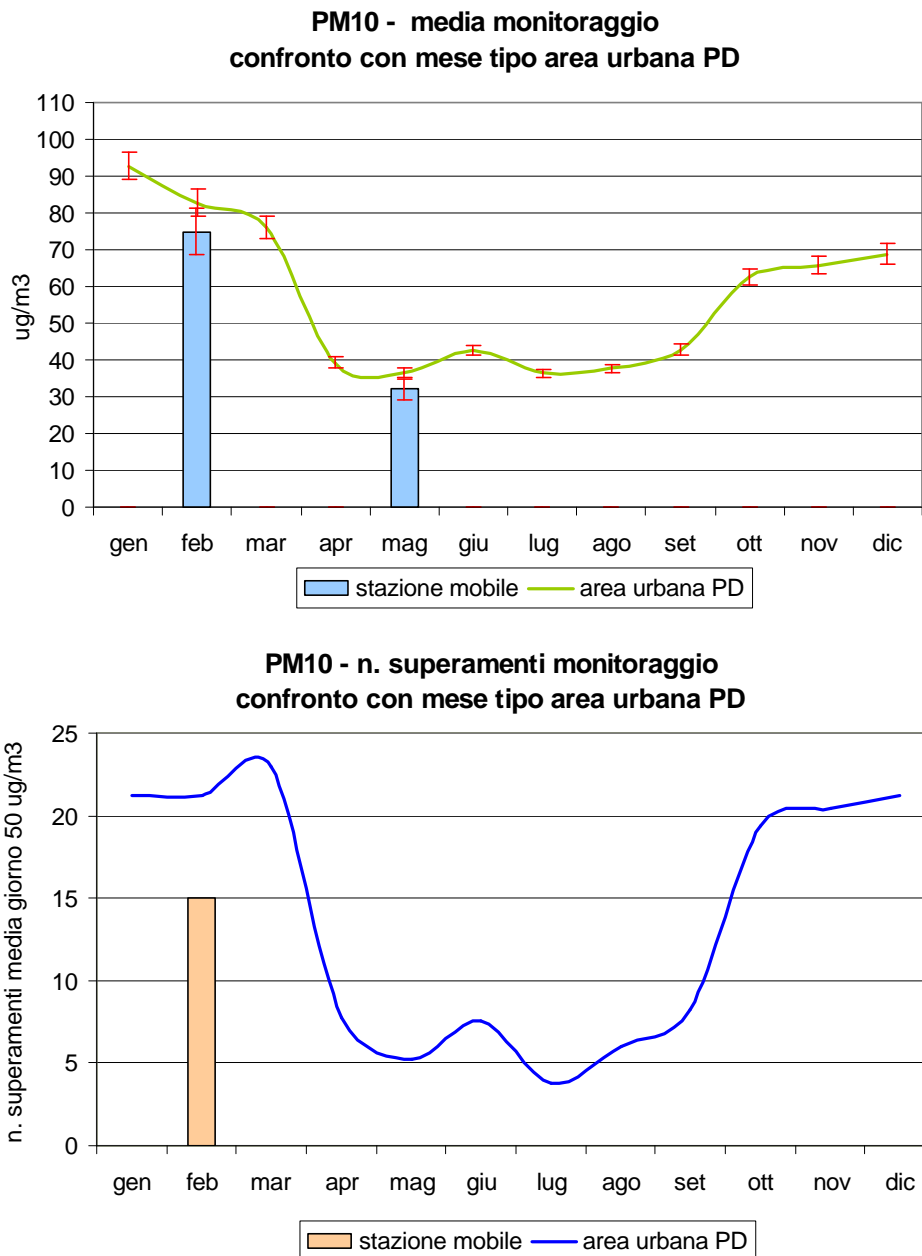 PM10 - media monitoraggio
confronto con mese tipo area urbana PD
110
100
90
80
70
60
50
40
30
20
10
0
ug/m3
gen feb mar apr mag giu lug ago set ott nov dic
stazione mobile area urbana PD
PM10 - n. superamenti monitoraggio
confronto con mese tipo area urbana PD
25
20
15
10
5
0
n. superamenti media giorno 50 ug/m3
gen feb mar apr mag giu lug ago set ott nov dic
stazione mobile area urbana PD